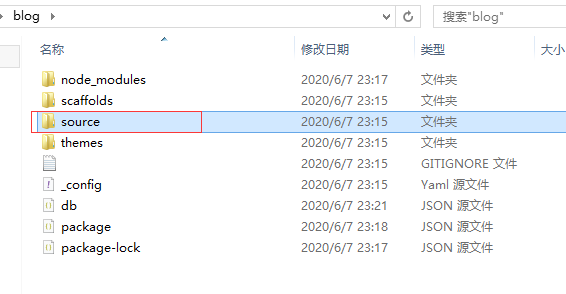 blog
搜索"blog"
名称 修改日期 类型 大小
node_modules 2020/6/7 23:17 文件夹
scaffolds 2020/6/7 23:15 文件夹
source 2020/6/7 23:15 文件夹
themes 2020/6/7 23:15 文件夹
2020/6/7 23:15 GITIGNORE 文件
_config 2020/6/7 23:15 Yaml 源文件
db 2020/6/7 23:21 JSON 源文件
package 2020/6/7 23:18 JSON 源文件
package-lock 2020/6/7 23:17 JSON 源文件